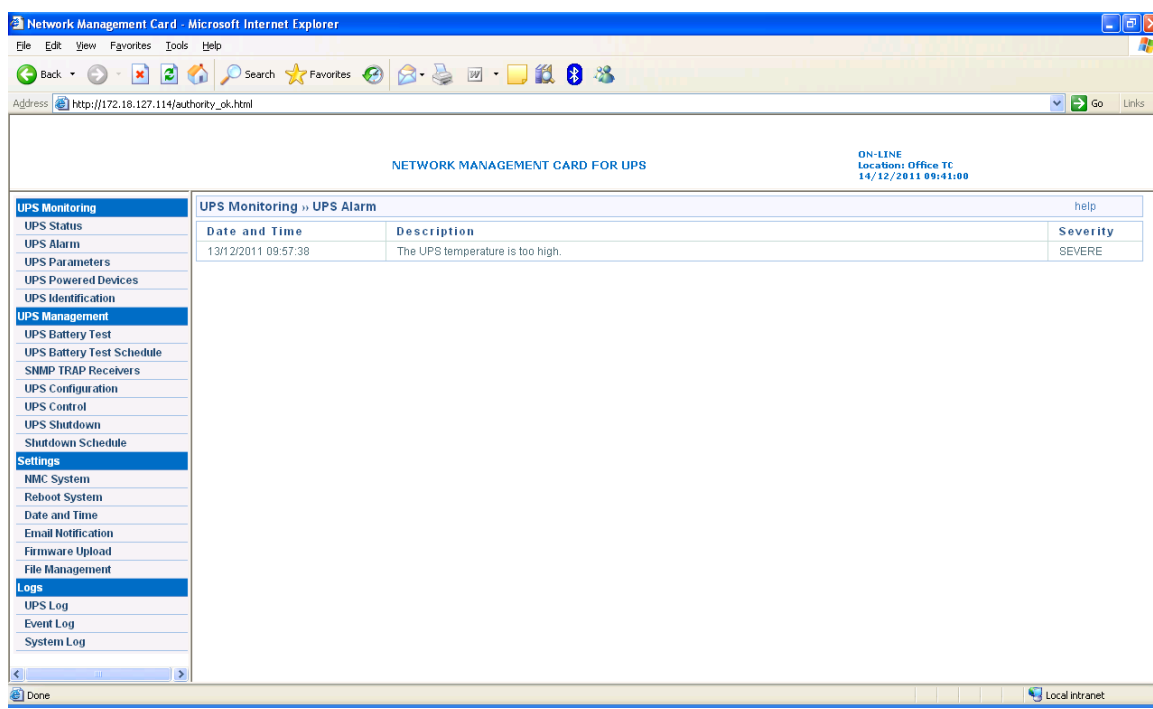 Network Management Card - Microsoft Internet Explorer
File Edit View Favorites Tools Help
Back Search Favorites
Address http://172.18.127.114/authority_ok.html Go Links
NETWORK MANAGEMENT CARD FOR UPS
ON-LINE
Location: Office TC
14/12/2011 09:41:00
UPS Monitoring
UPS Status
UPS Alarm
UPS Parameters
UPS Powered Devices
UPS Identification
UPS Management
UPS Battery Test
UPS Battery Test Schedule
SNMP TRAP Receivers
UPS Configuration
UPS Control
UPS Shutdown
Shutdown Schedule
Settings
NMC System
Reboot System
Date and Time
Email Notification
Firmware Upload
File Management
Logs
UPS Log
Event Log
System Log
UPS Monitoring » UPS Alarm help
Date and Time Description Severity
13/12/2011 09:57:38 The UPS temperature is too high. SEVERE
Done Local intranet